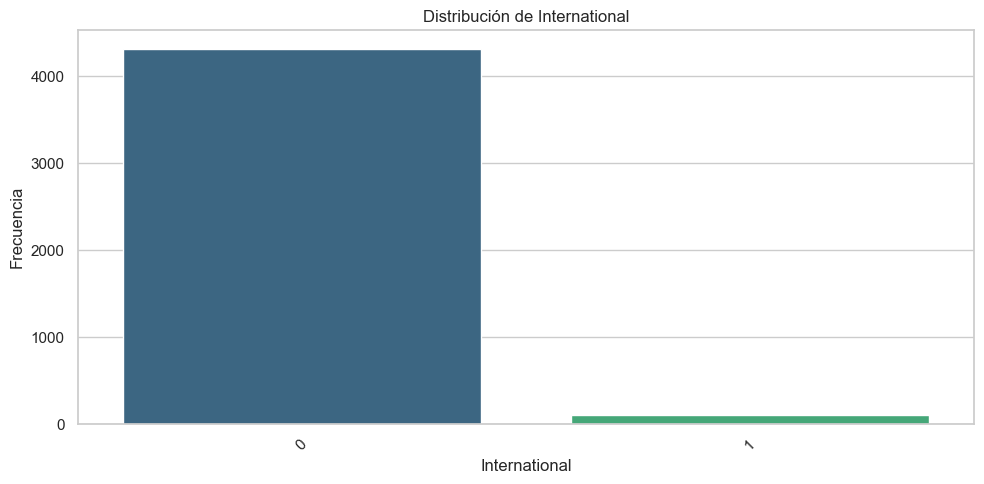 Distribución de International
Frecuencia
4000
3000
2000
1000
0
0
1
International